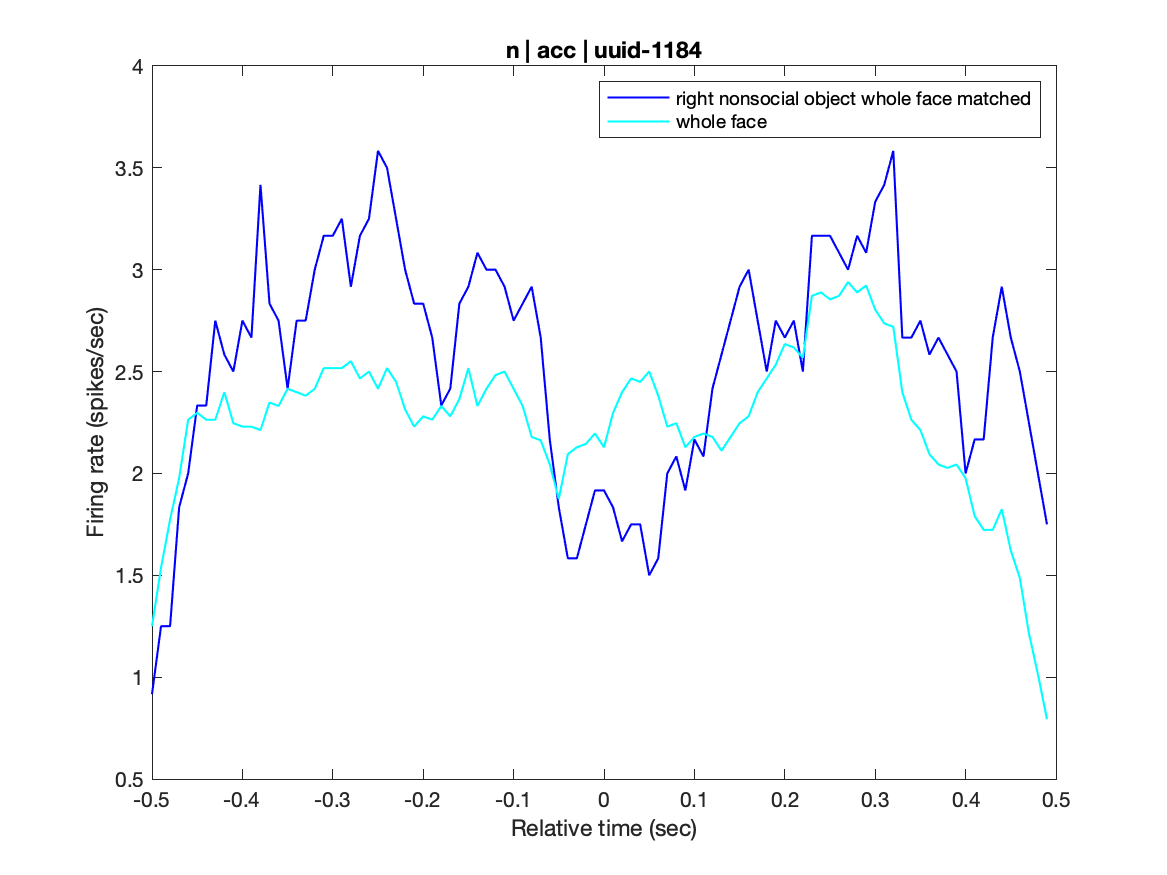 n | acc | uuid-1184
right nonsocial object whole face matched
whole face
4
3.5
3
2.5
2
1.5
1
0.5
Firing rate (spikes/sec)
-0.5 -0.4 -0.3 -0.2 -0.1 0 0.1 0.2 0.3 0.4 0.5
Relative time (sec)